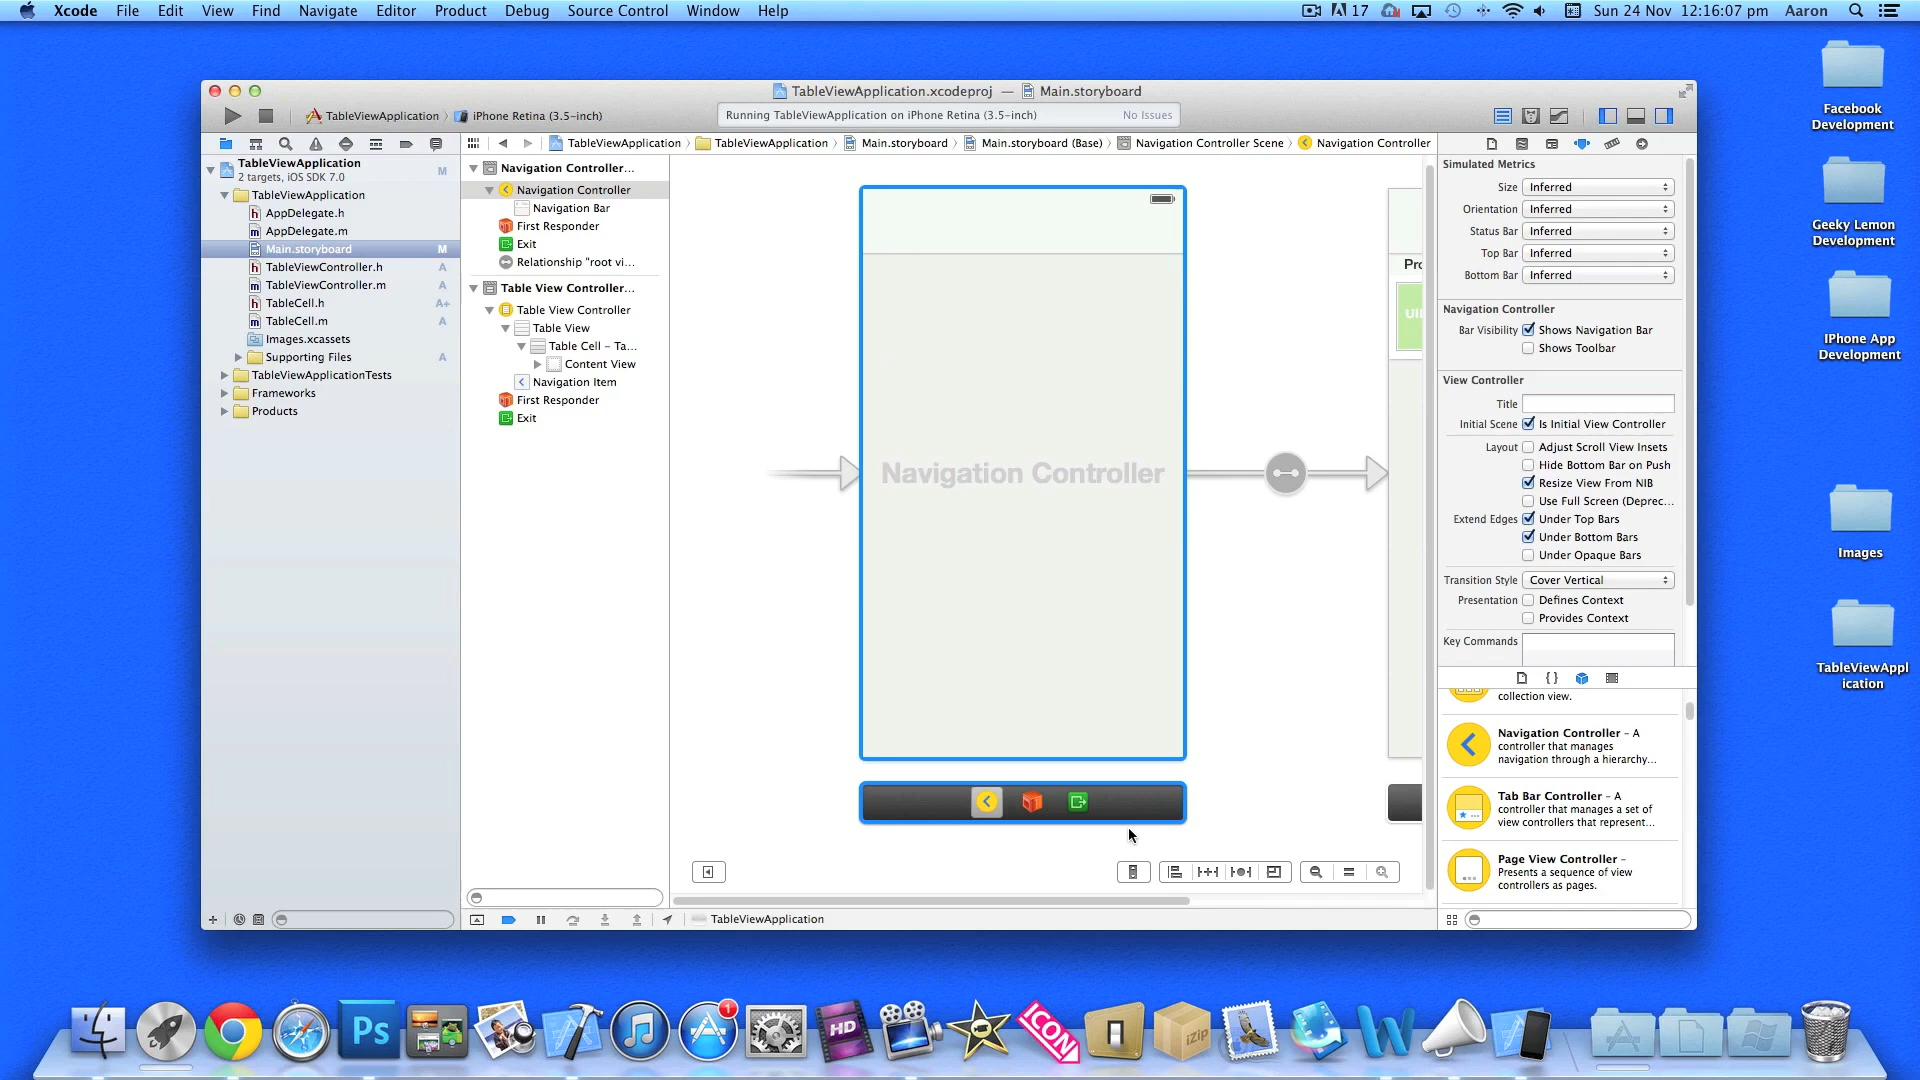 Xcode File Edit View Find Navigate Editor Product Debug Source Control Window Help
17 Sun 24 Nov 12:16:07 pm Aaron
TableViewApplication.xcodeproj — Main.storyboard
TableViewApplication iPhone Retina (3.5-inch)
Running TableViewApplication on iPhone Retina (3.5-inch) No Issues
TableViewApplication TableViewApplication Main.storyboard Main.storyboard (Base) Navigation Controller Scene Navigation Controller
TableViewApplication M
2 targets, iOS SDK 7.0
TableViewApplication
AppDelegate.h
AppDelegate.m
Main.storyboard M
TableViewController.h A
TableViewController.m A
TableCell.h A+
TableCell.m A
Images.xcassets
Supporting Files A
TableViewApplicationTests
Frameworks
Products
Navigation Controller...
Navigation Controller
Navigation Bar
First Responder
Exit
Relationship "root vi...
Table View Controller...
Table View Controller
Table View
Table Cell – Ta...
Content View
Navigation Item
First Responder
Exit
Navigation Controller
Pro
UII
Simulated Metrics
Size Inferred
Orientation Inferred
Status Bar Inferred
Top Bar Inferred
Bottom Bar Inferred
Navigation Controller
Bar Visibility Shows Navigation Bar
Shows Toolbar
View Controller
Title
Initial Scene Is Initial View Controller
Layout Adjust Scroll View Insets
Hide Bottom Bar on Push
Resize View From NIB
Use Full Screen (Deprec...
Extend Edges Under Top Bars
Under Bottom Bars
Under Opaque Bars
Transition Style Cover Vertical
Presentation Defines Context
Provides Context
Key Commands
collection view.
Navigation Controller – A
controller that manages
navigation through a hierarchy...
Tab Bar Controller – A
controller that manages a set of
view controllers that represent...
Page View Controller –
Presents a sequence of view
controllers as pages.
TableViewApplication
Facebook
Development
Geeky Lemon
Development
IPhone App
Development
Images
TableViewAppl
ication
Ps
1
HD
ICON
iZip
W